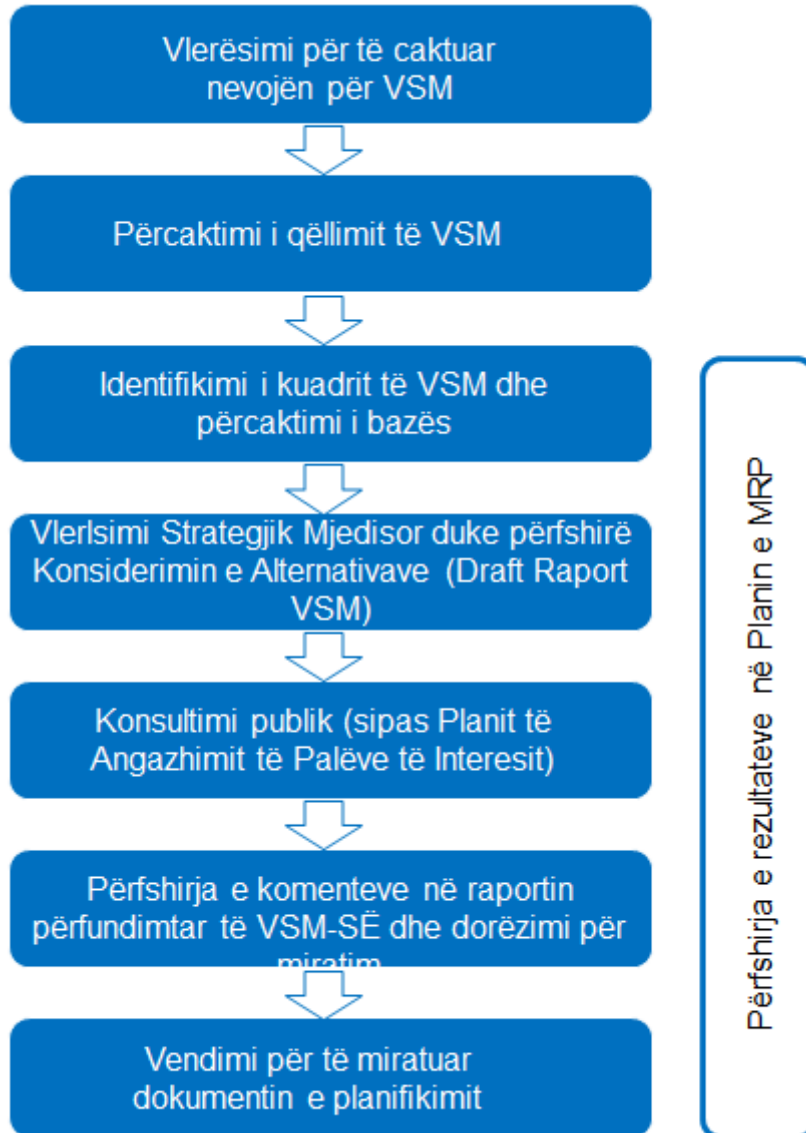 Vlerësimi për të caktuar
nevojën për VSM
Përcaktimi i qëllimit të VSM
Identifikimi i kuadrit të VSM dhe
përcaktimi i bazës
Vlerlsimi Strategjik Mjedisor duke përfshirë
Konsiderimin e Alternativave (Draft Raport
VSM)
Konsultimi publik (sipas Planit të
Angazhimit të Palëve të Interesit)
Përfshirja e komenteve në raportin
përfundimtar të VSM-SË dhe dorëzimi për
miratim
Vendimi për të miratuar
dokumentin e planifikimit
Përfshirja e rezultateve në Planin e MRP